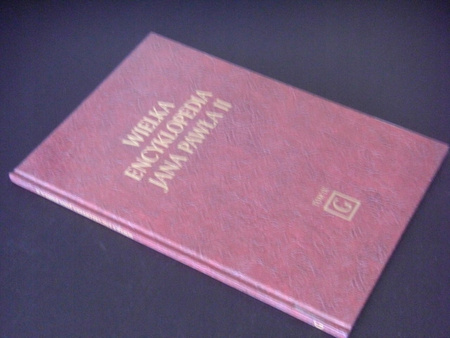 WIELKA
ENCYKLOPEDIA
JANA PAWŁA II
G